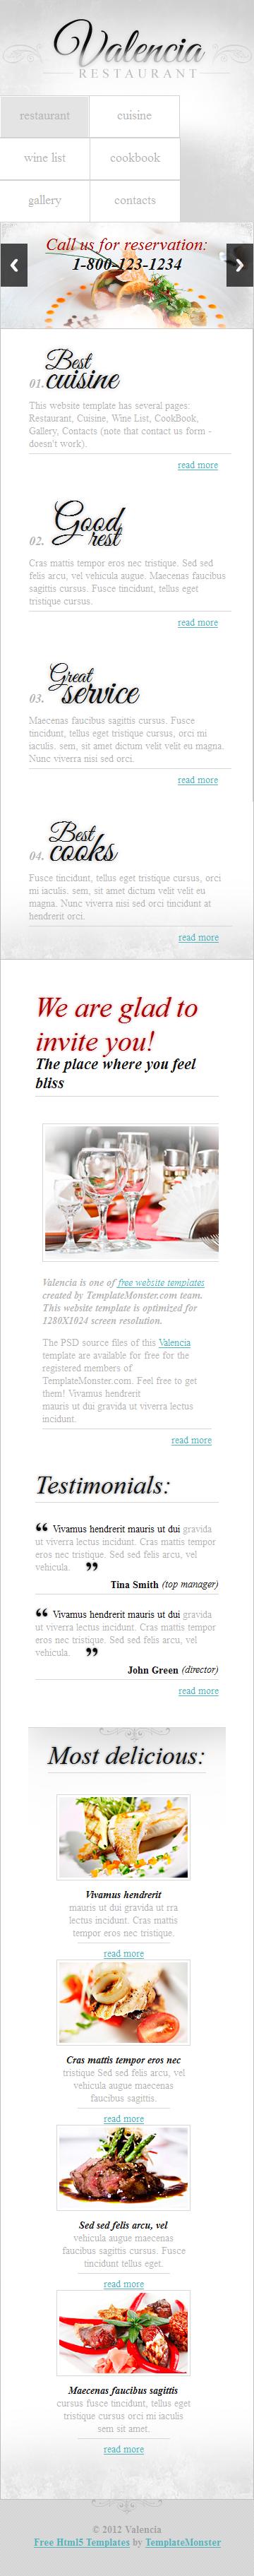 Valencia
RESTAURANT
restaurant
cuisine
wine list
cookbook
gallery
contacts
Call us for reservation:
1-800-123-1234
01. Best
cuisine
This website template has several pages:
Restaurant, Cuisine, Wine List, CookBook,
Gallery, Contacts (note that contact us form -
doesn't work).
read more
02. Good
rest
Cras mattis tempor eros nec tristique. Sed sed
felis arcu, vel vehicula augue. Maecenas faucibus
sagittis cursus. Fusce tincidunt, tellus eget
tristique cursus.
read more
03. Great
service
Maecenas faucibus sagittis cursus. Fusce
tincidunt, tellus eget tristique cursus, orci mi
iaculis. sem, sit amet dictum velit velit eu magna.
Nunc viverra nisi sed orci.
read more
04. Best
cooks
Fusce tincidunt, tellus eget tristique cursus, orci
mi iaculis. sem, sit amet dictum velit velit eu
magna. Nunc viverra nisi sed orci tincidunt at
hendrerit orci.
read more
We are glad to
invite you!
The place where you feel
bliss
Valencia is one of free website templates
created by TemplateMonster.com team.
This website template is optimized for
1280X1024 screen resolution.
The PSD source files of this Valencia
template are available for free for the
registered members of
TemplateMonster.com. Feel free to get
them! Vivamus hendrerit
mauris ut dui gravida ut viverra lectus
incidunt.
read more
Testimonials:
“ Vivamus hendrerit mauris ut dui gravida
ut viverra lectus incidunt. Cras mattis tempor
eros nec tristique. Sed sed felis arcu, vel
vehicula. ”
Tina Smith (top manager)
“ Vivamus hendrerit mauris ut dui gravida
ut viverra lectus incidunt. Cras mattis tempor
eros nec tristique. Sed sed felis arcu, vel
vehicula. ”
John Green (director)
read more
Most delicious:
Vivamus hendrerit
mauris ut dui gravida ut rra
lectus incidunt. Cras mattis
tempor eros nec tristique.
read more
Cras mattis tempor eros nec
tristique Sed sed felis arcu, vel
vehicula augue maecenas
faucibus sagittis.
read more
Sed sed felis arcu, vel
vehicula augue maecenas
faucibus sagittis cursus. Fusce
tincidunt tellus eget.
read more
Maecenas faucibus sagittis
cursus fusce tincidunt, tellus eget
tristique cursus orci mi iaculis
sem sit amet.
read more
© 2012 Valencia
Free Html5 Templates by TemplateMonster